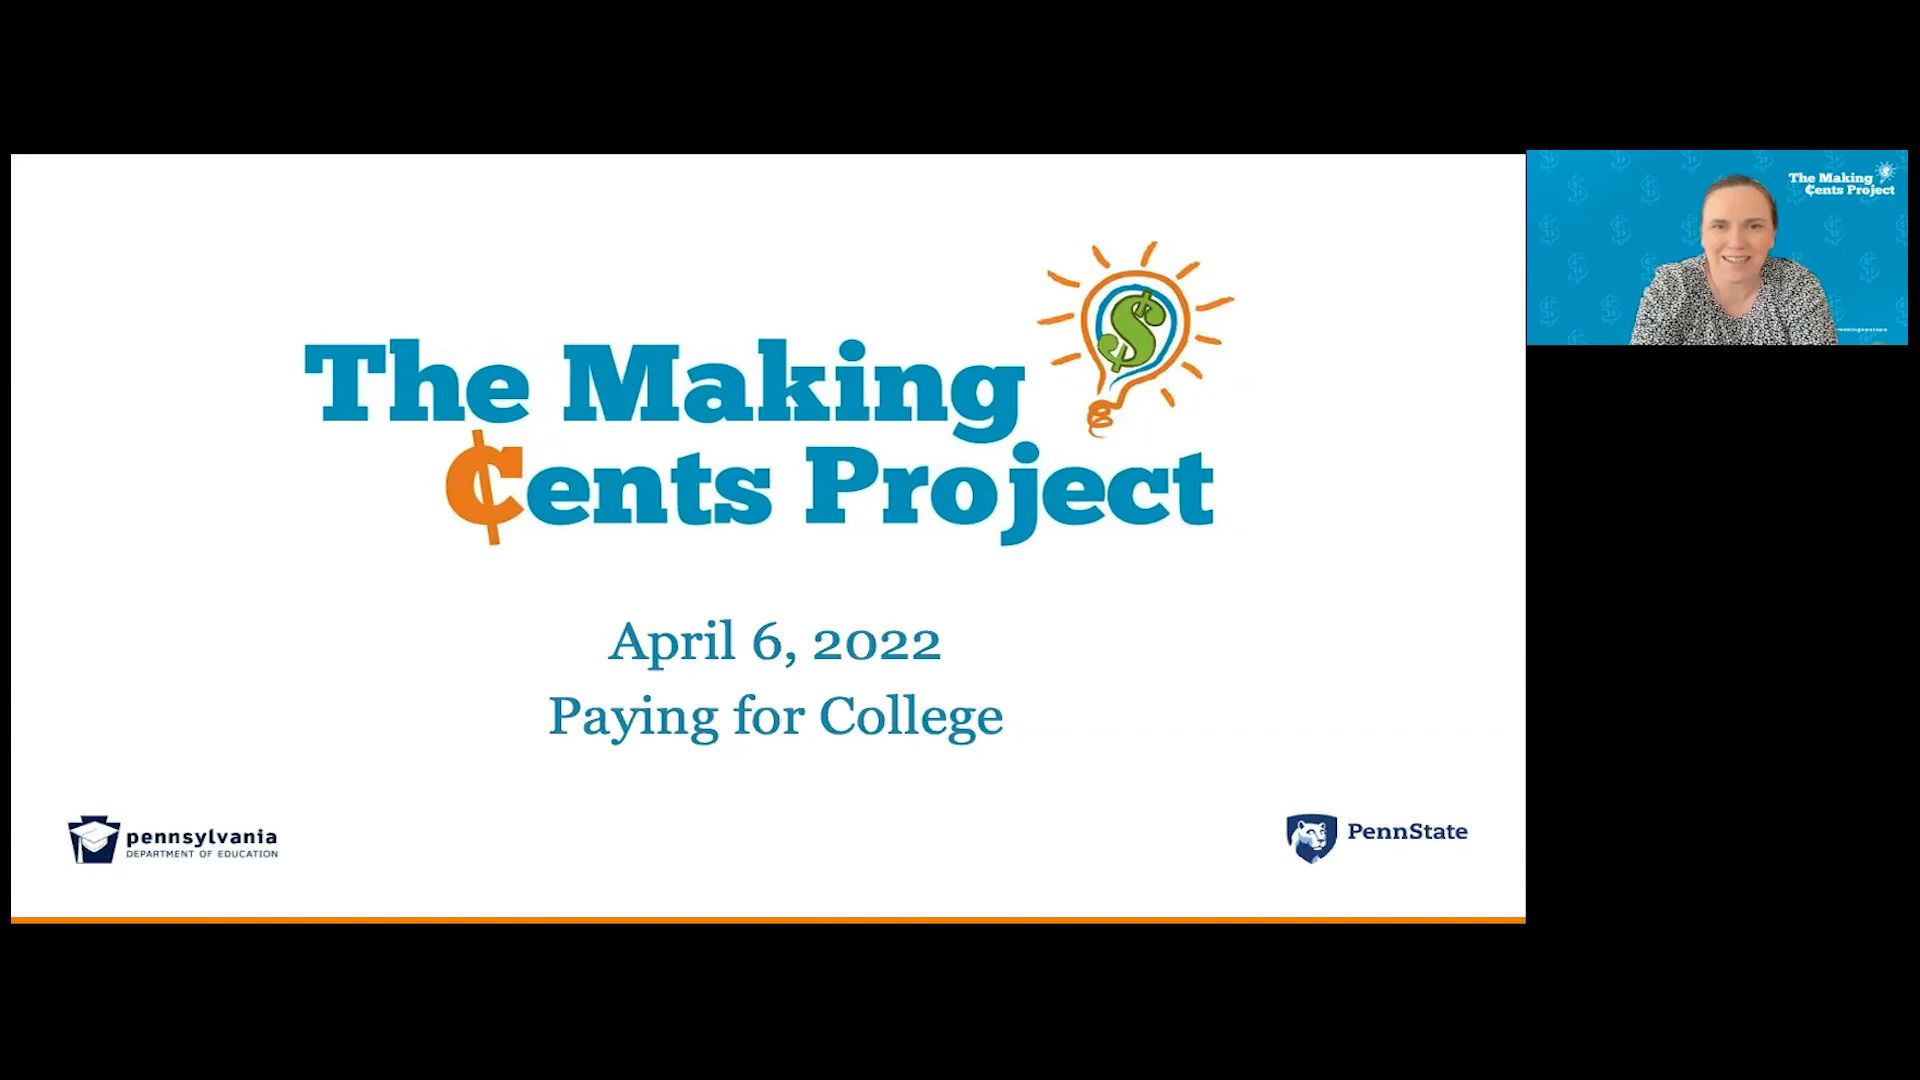 The Making
¢ents Project
April 6, 2022
Paying for College
pennsylvania
DEPARTMENT OF EDUCATION
PennState
The Making
¢ents Project